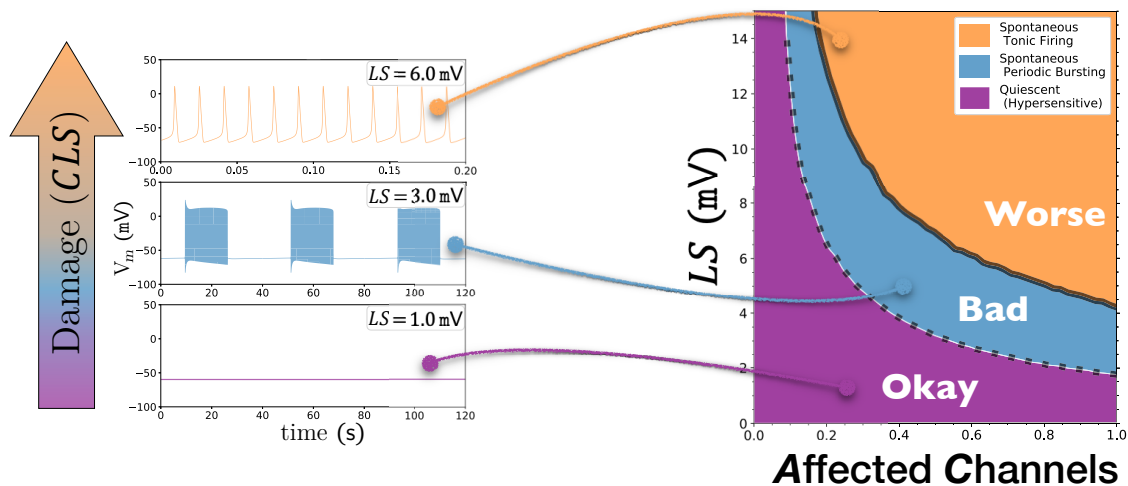 Damage (CLS)
V_m (mV)
50
0
−50
−100
LS = 6.0 mV
0.00
0.05
0.10
0.15
0.20
50
0
−50
−100
LS = 3.0 mV
0
20
40
60
80
100
120
50
0
−50
−100
LS = 1.0 mV
0
20
40
60
80
100
120
time (s)
LS (mV)
14
12
10
8
6
4
2
0
Spontaneous
Tonic Firing
Spontaneous
Periodic Bursting
Quiescent
(Hypersensitive)
Worse
Bad
Okay
0.0
0.2
0.4
0.6
0.8
1.0
Affected Channels